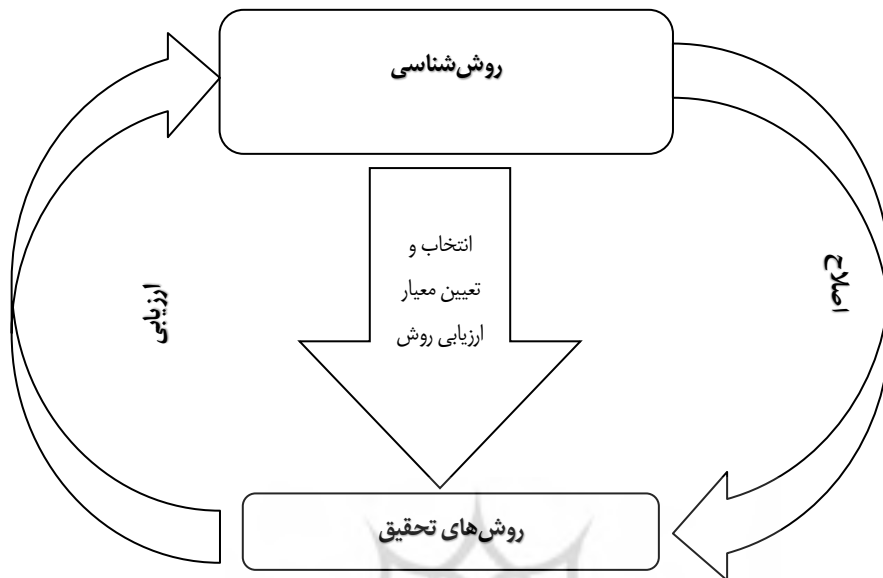 روش‌شناسی
انتخاب و
تعیین معیار
ارزیابی روش
اصلاح
ارزیابی
روش‌های تحقیق